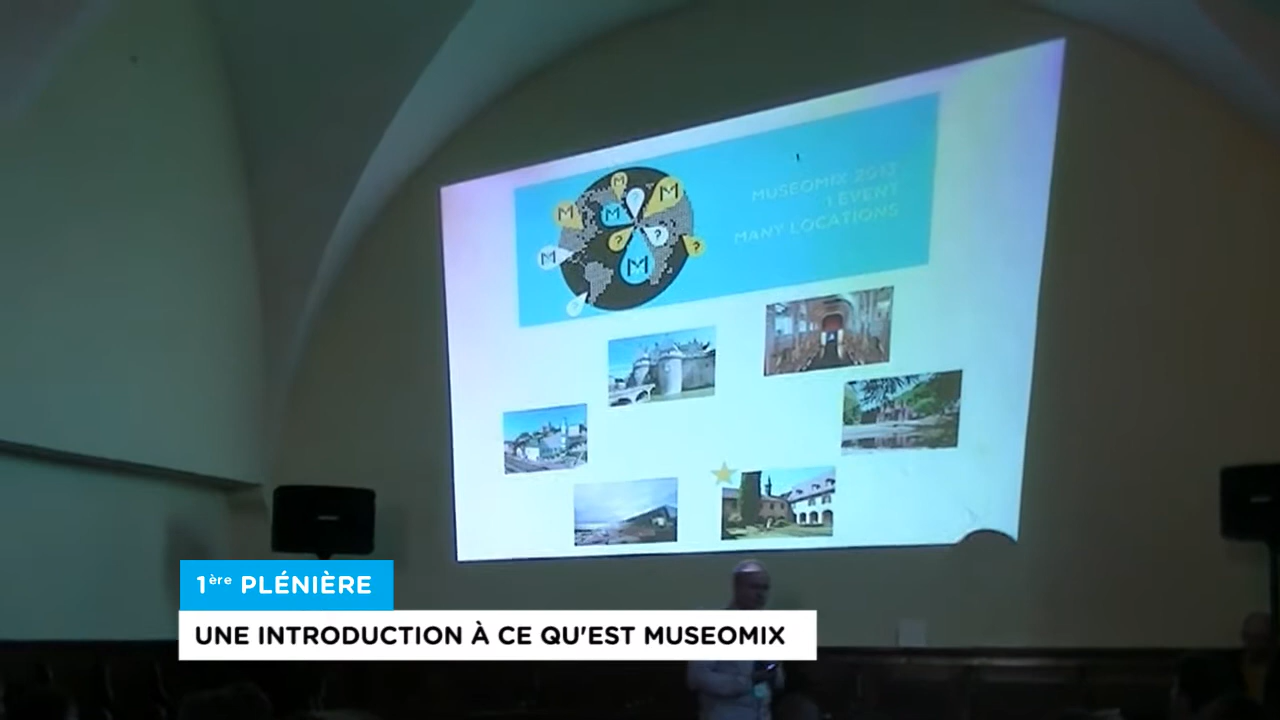 MUSEOMIX 2013
1 EVENT
MANY LOCATIONS
M
M
M
?
M
?
?
?
M
1ère PLÉNIÈRE
UNE INTRODUCTION À CE QU'EST MUSEOMIX